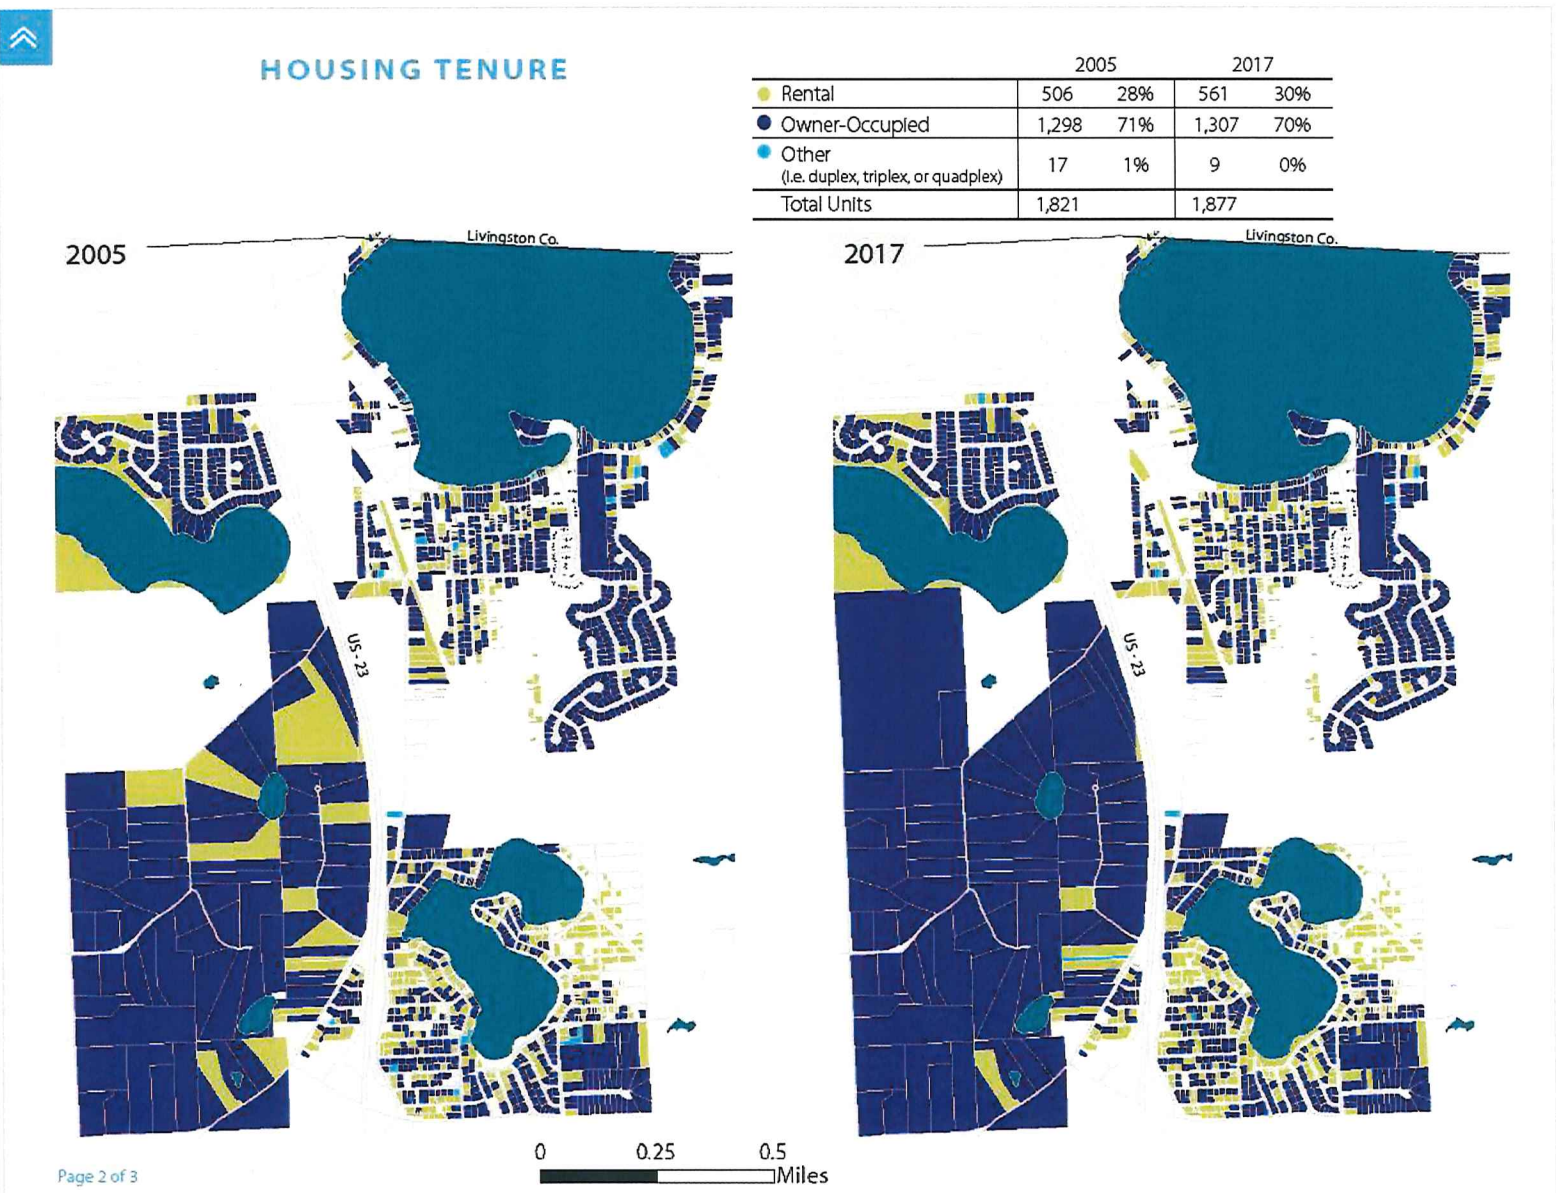 HOUSING TENURE
2005 2017
Rental 506 28% 561 30%
Owner-Occupied 1,298 71% 1,307 70%
Other
(i.e. duplex, triplex, or quadplex) 17 1% 9 0%
Total Units 1,821 1,877
2005
Livingston Co.
2017
Livingston Co.
US - 23
US - 23
0 0.25 0.5
Miles
Page 2 of 3